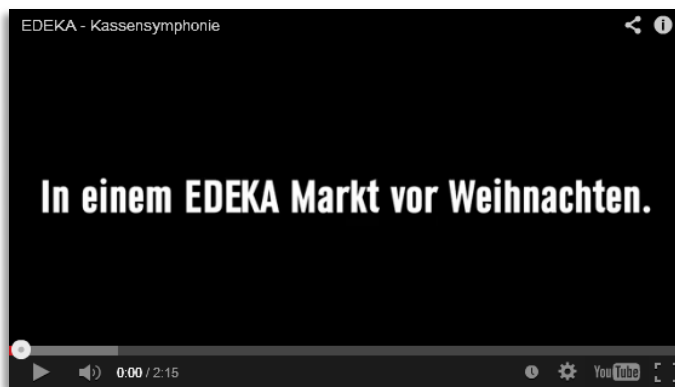 EDEKA - Kassensymphonie
In einem EDEKA Markt vor Weihnachten.
0:00 / 2:15
YouTube